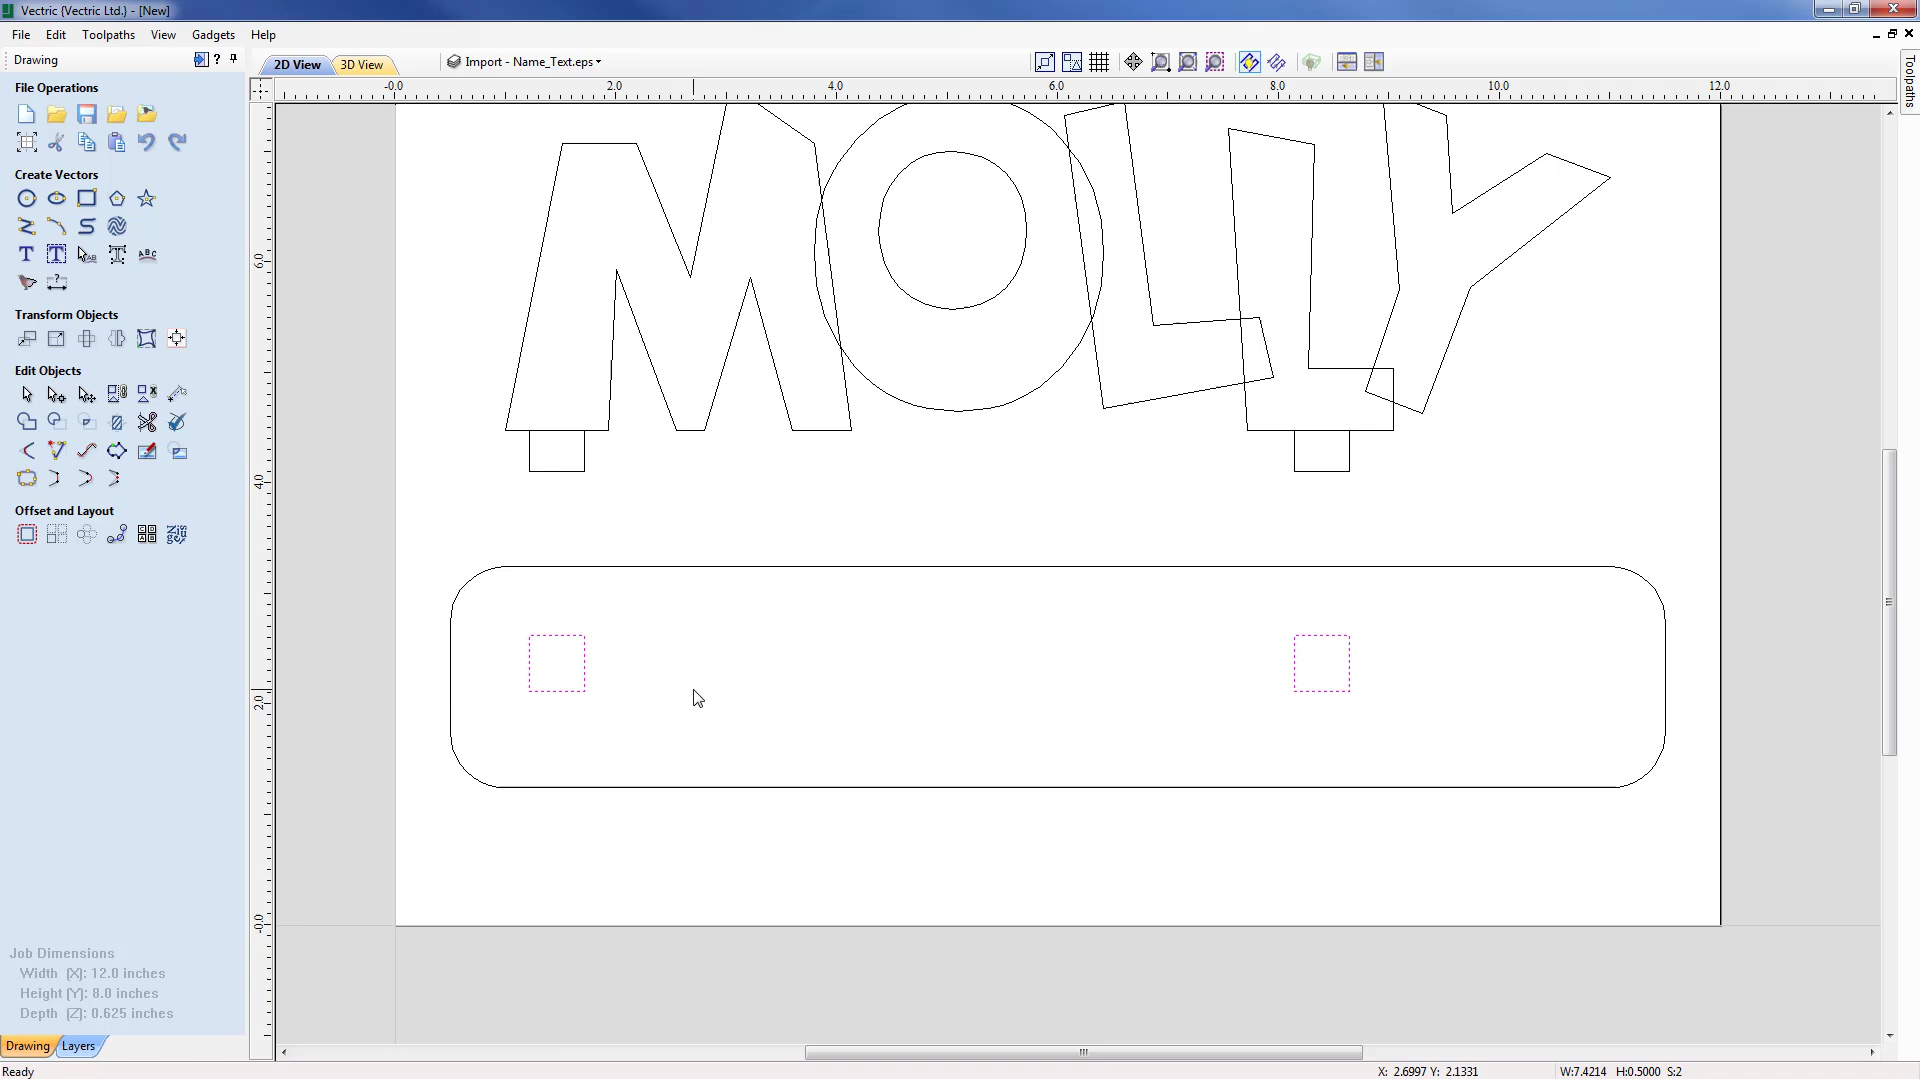 Vectric {Vectric Ltd.} - [New]
File Edit Toolpaths View Gadgets Help
Drawing
2D View 3D View Import - Name_Text.eps
Toolpaths
File Operations
-0.0 2.0 4.0 6.0 8.0 10.0 12.0
Create Vectors
MOLLY
6.0
Transform Objects
Edit Objects
4.0
Offset and Layout
2.0
-0.0
Job Dimensions
Width (X): 12.0 inches
Height (Y): 8.0 inches
Depth (Z): 0.625 inches
Drawing Layers
Ready
X: 2.6997 Y: 2.1331
W:7.4214 H:0.5000 S:2